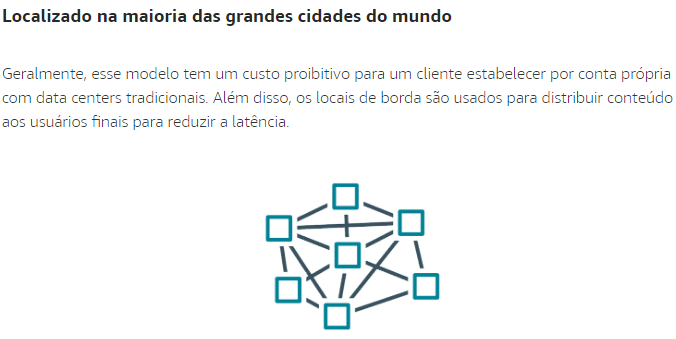 Localizado na maioria das grandes cidades do mundo
Geralmente, esse modelo tem um custo proibitivo para um cliente estabelecer por conta própria
com data centers tradicionais. Além disso, os locais de borda são usados para distribuir conteúdo
aos usuários finais para reduzir a latência.